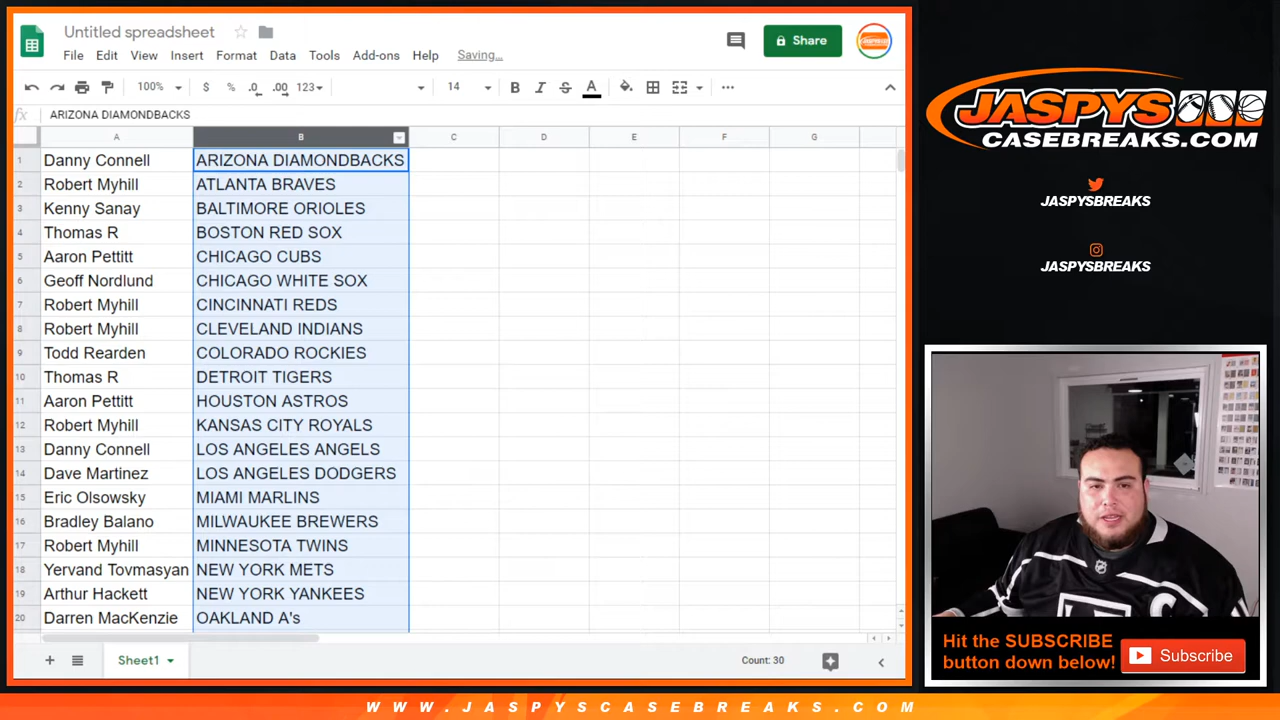 Untitled spreadsheet
File Edit View Insert Format Data Tools Add-ons Help Saving...
Share
100% $ % .0 .00 123 14 B I S A
fx ARIZONA DIAMONDBACKS
A B C D E F G
1 Danny Connell ARIZONA DIAMONDBACKS
2 Robert Myhill ATLANTA BRAVES
3 Kenny Sanay BALTIMORE ORIOLES
4 Thomas R BOSTON RED SOX
5 Aaron Pettitt CHICAGO CUBS
6 Geoff Nordlund CHICAGO WHITE SOX
7 Robert Myhill CINCINNATI REDS
8 Robert Myhill CLEVELAND INDIANS
9 Todd Rearden COLORADO ROCKIES
10 Thomas R DETROIT TIGERS
11 Aaron Pettitt HOUSTON ASTROS
12 Robert Myhill KANSAS CITY ROYALS
13 Danny Connell LOS ANGELES ANGELS
14 Dave Martinez LOS ANGELES DODGERS
15 Eric Olsowsky MIAMI MARLINS
16 Bradley Balano MILWAUKEE BREWERS
17 Robert Myhill MINNESOTA TWINS
18 Yervand Tovmasyan NEW YORK METS
19 Arthur Hackett NEW YORK YANKEES
20 Darren MacKenzie OAKLAND A's
Sheet1
Count: 30
JASPYS
CASEBREAKS.COM
JASPYSBREAKS
JASPYSBREAKS
Hit the SUBSCRIBE
button down below!
Subscribe
WWW.JASPYSCASEBREAKS.COM